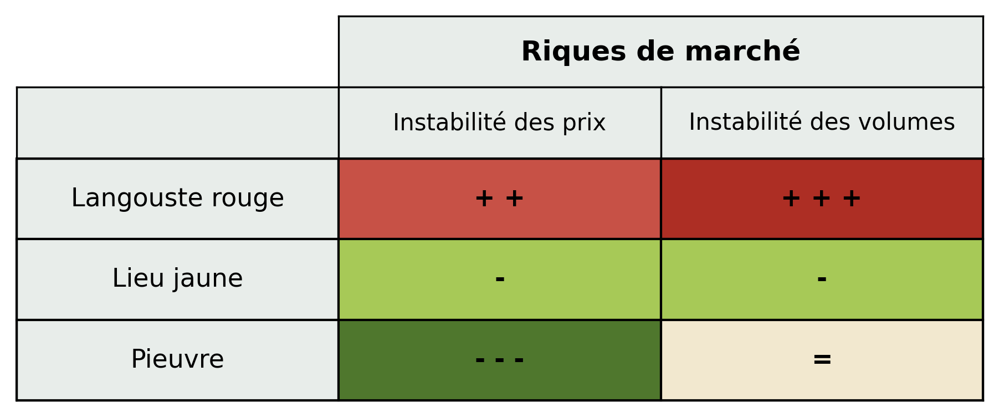 Riques de marché
Instabilité des prix Instabilité des volumes
Langouste rouge + + + + +
Lieu jaune - -
Pieuvre - - - =